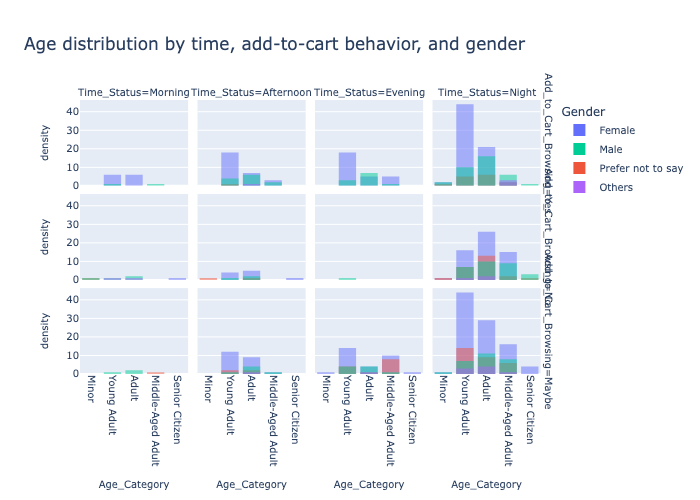 Age distribution by time, add-to-cart behavior, and gender
Time_Status=Morning
Time_Status=Afternoon
Time_Status=Evening
Time_Status=Night
Gender
Female
Male
Prefer not to say
Others
density
40
30
20
10
0
density
40
30
20
10
0
density
40
30
20
10
0
Minor
Young Adult
Adult
Middle-Aged Adult
Senior Citizen
Minor
Young Adult
Adult
Middle-Aged Adult
Senior Citizen
Minor
Young Adult
Adult
Middle-Aged Adult
Senior Citizen
Minor
Young Adult
Adult
Middle-Aged Adult
Senior Citizen
Age_Category
Age_Category
Age_Category
Age_Category
Add_to_Cart_Browsing=Maybe